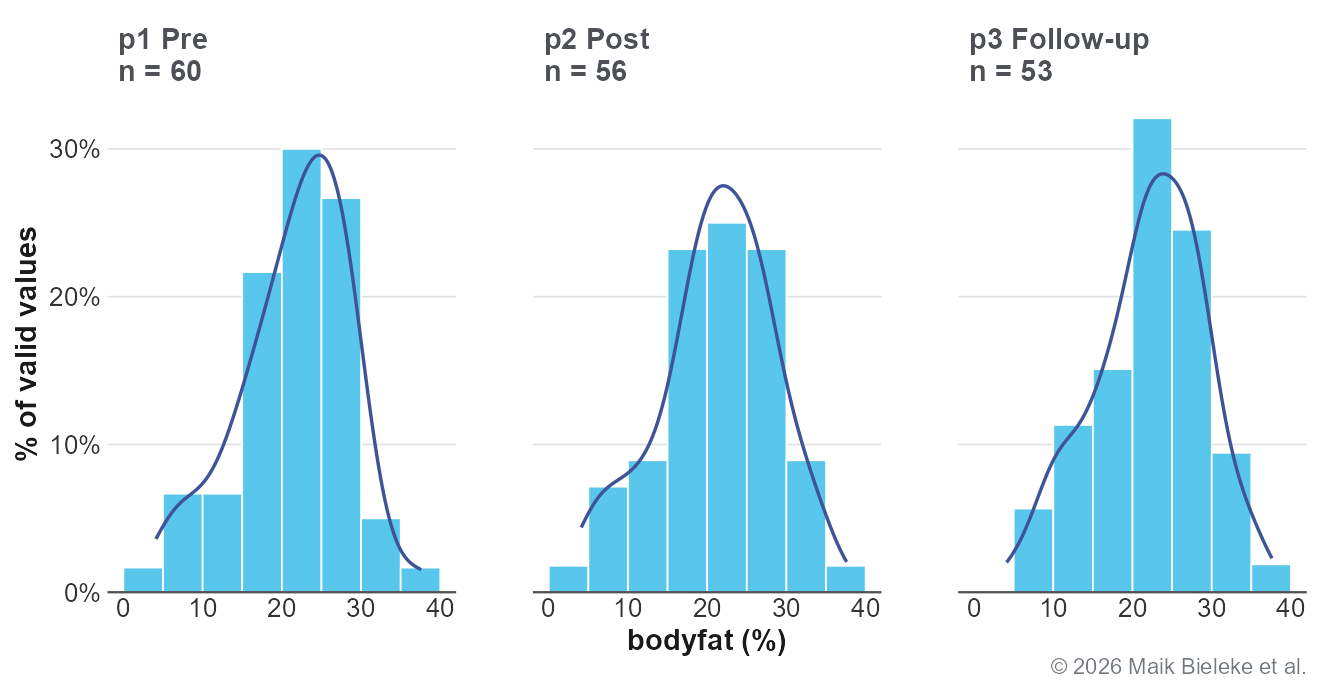 p1 Pre
n = 60
p2 Post
n = 56
p3 Follow-up
n = 53
% of valid values
30%
20%
10%
0%
0 10 20 30 40
0 10 20 30 40
0 10 20 30 40
bodyfat (%)
© 2026 Maik Bieleke et al.